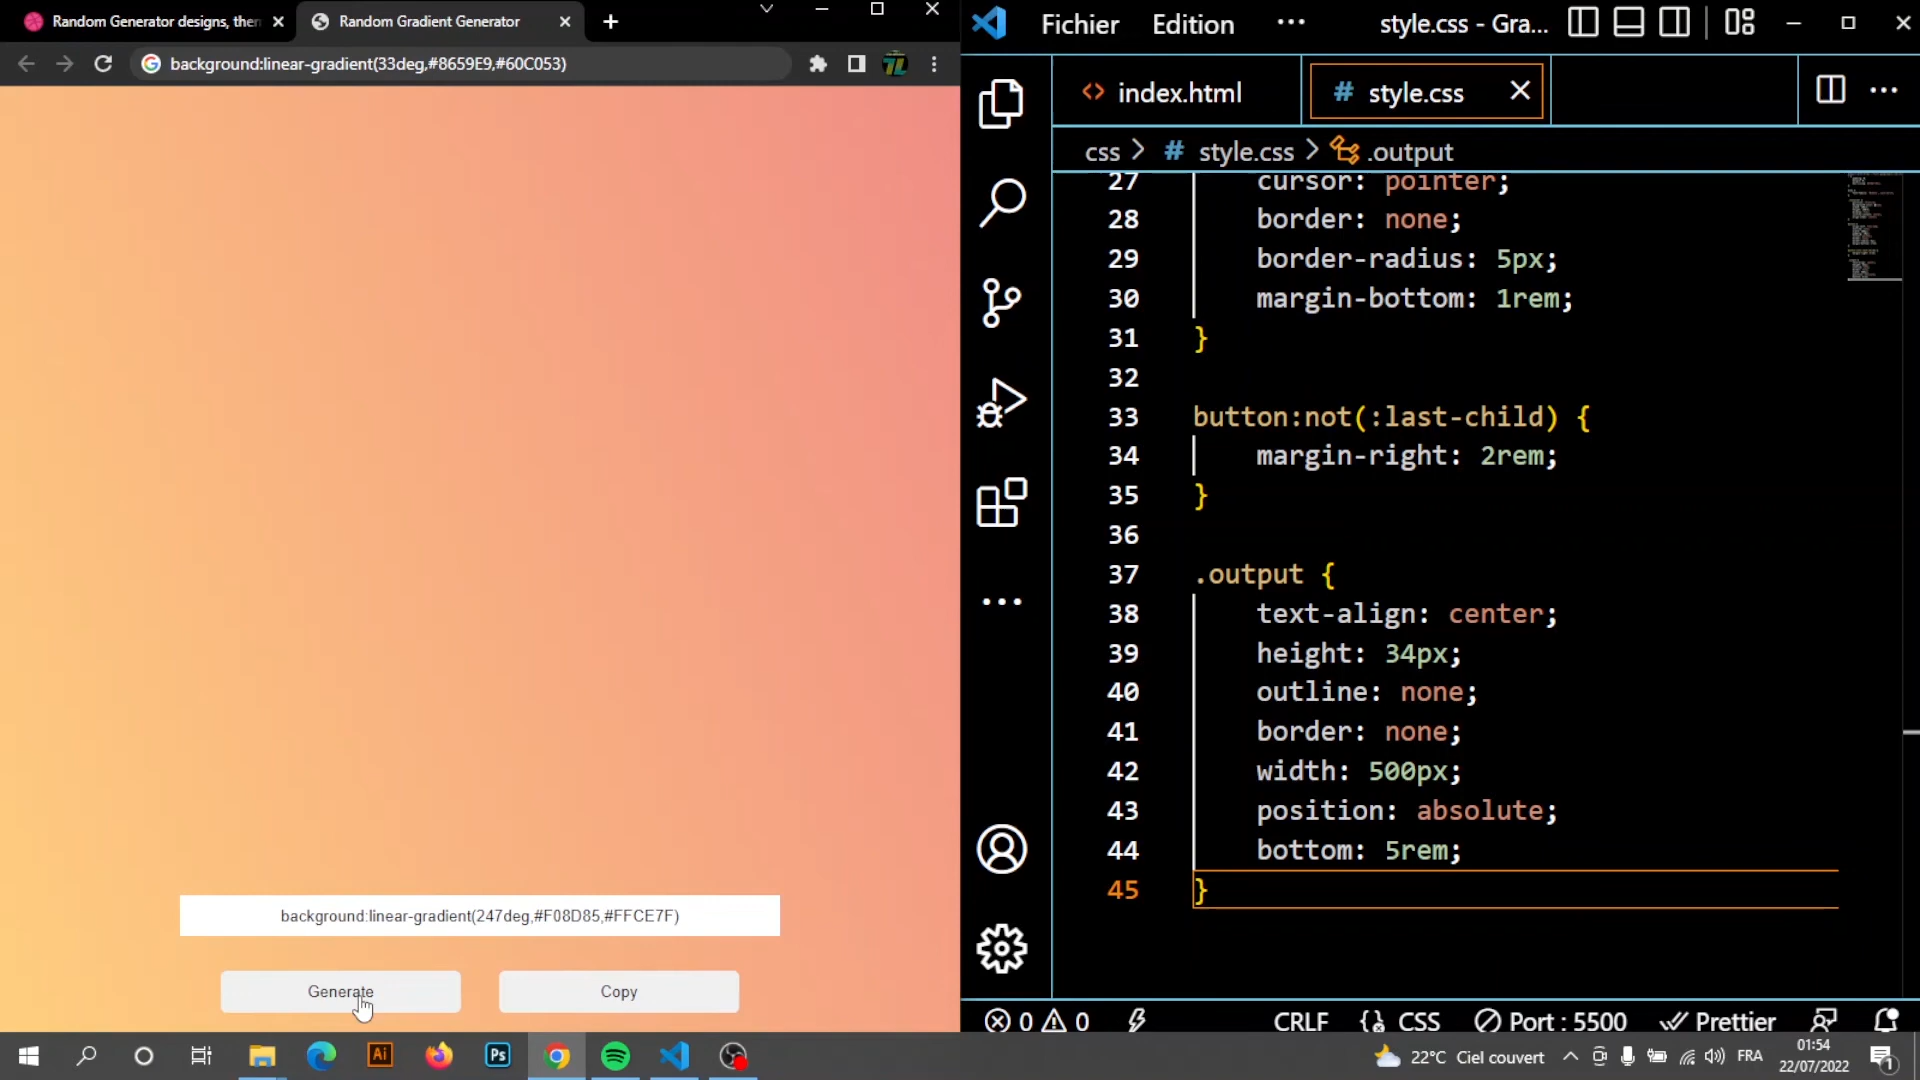 Random Generator designs, then
Random Gradient Generator
background:linear-gradient(33deg,#8659E9,#60C053)
background:linear-gradient(247deg,#F08D85,#FFCE7F)
Generate
Copy
Fichier
Edition
style.css - Gra...
index.html
# style.css
css > # style.css > .output
27 cursor: pointer;
28 border: none;
29 border-radius: 5px;
30 margin-bottom: 1rem;
31 }
32
33 button:not(:last-child) {
34 margin-right: 2rem;
35 }
36
37 .output {
38 text-align: center;
39 height: 34px;
40 outline: none;
41 border: none;
42 width: 500px;
43 position: absolute;
44 bottom: 5rem;
45 }
0 0
CRLF
CSS
Port : 5500
Prettier
Ai
Ps
22°C Ciel couvert
FRA
01:54
22/07/2022
1